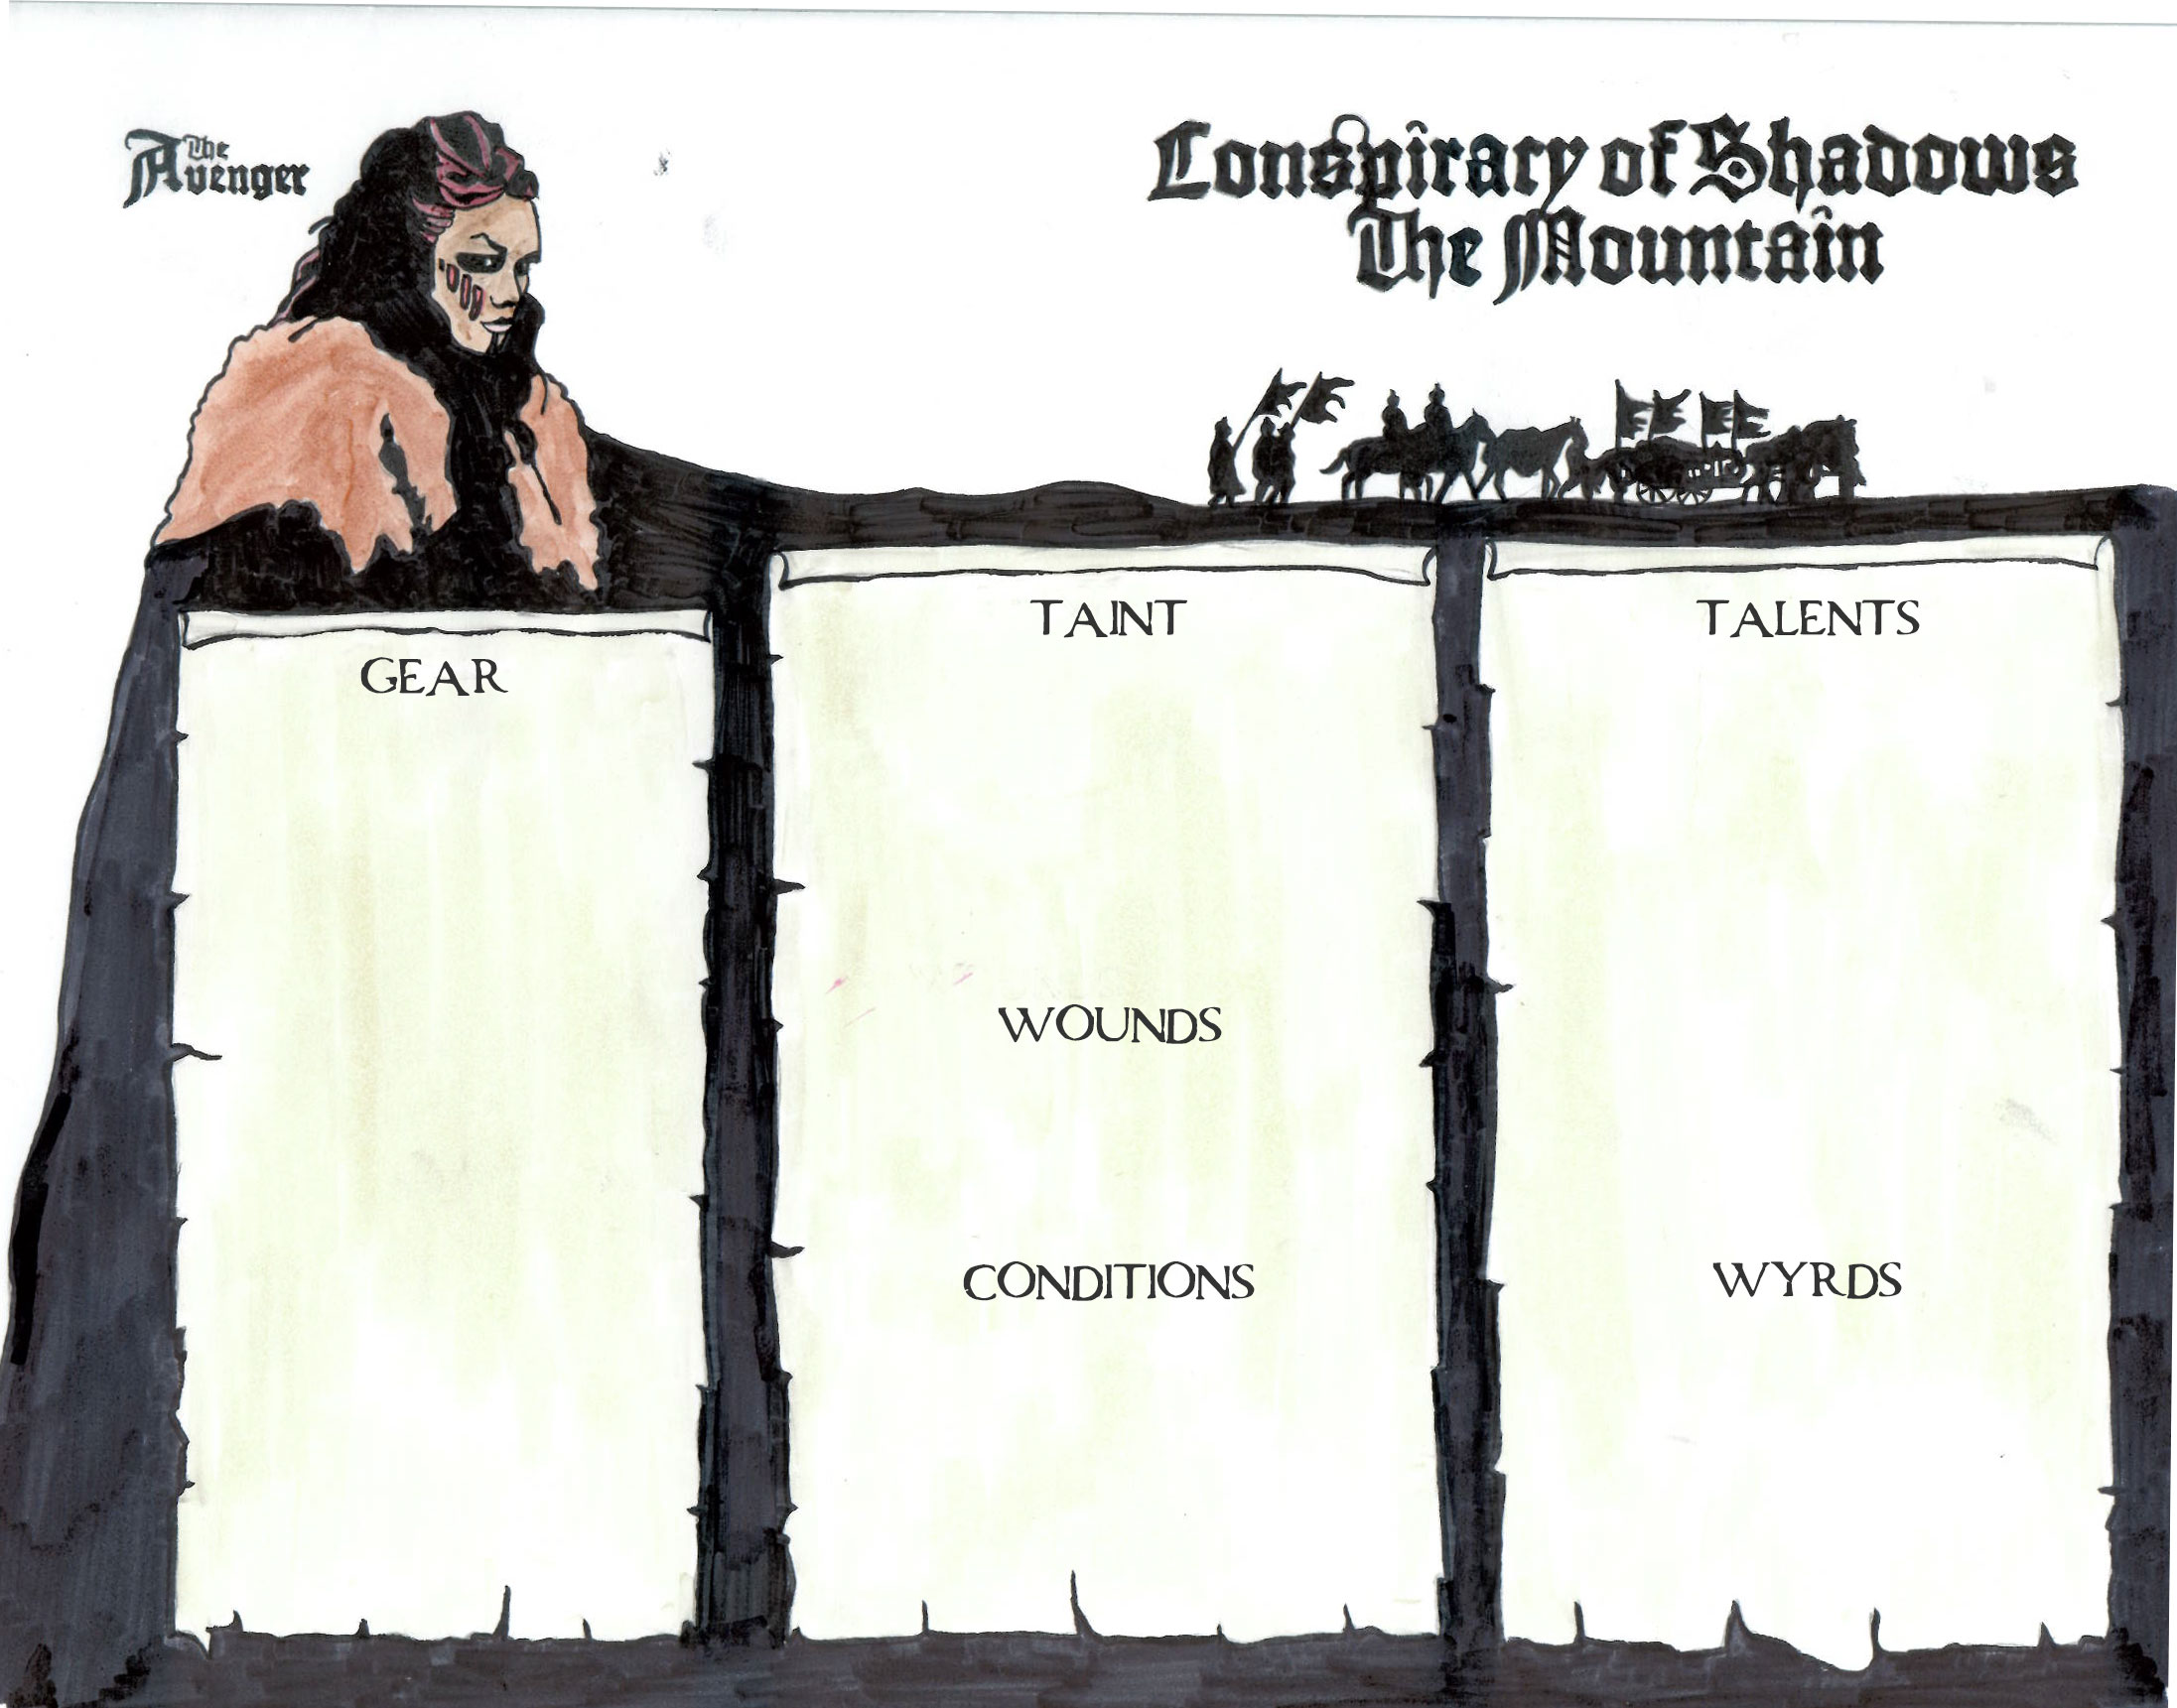 The
Avenger
Conspiracy of Shadows
The Mountain
GEAR
TAINT
WOUNDS
CONDITIONS
TALENTS
WYRDS